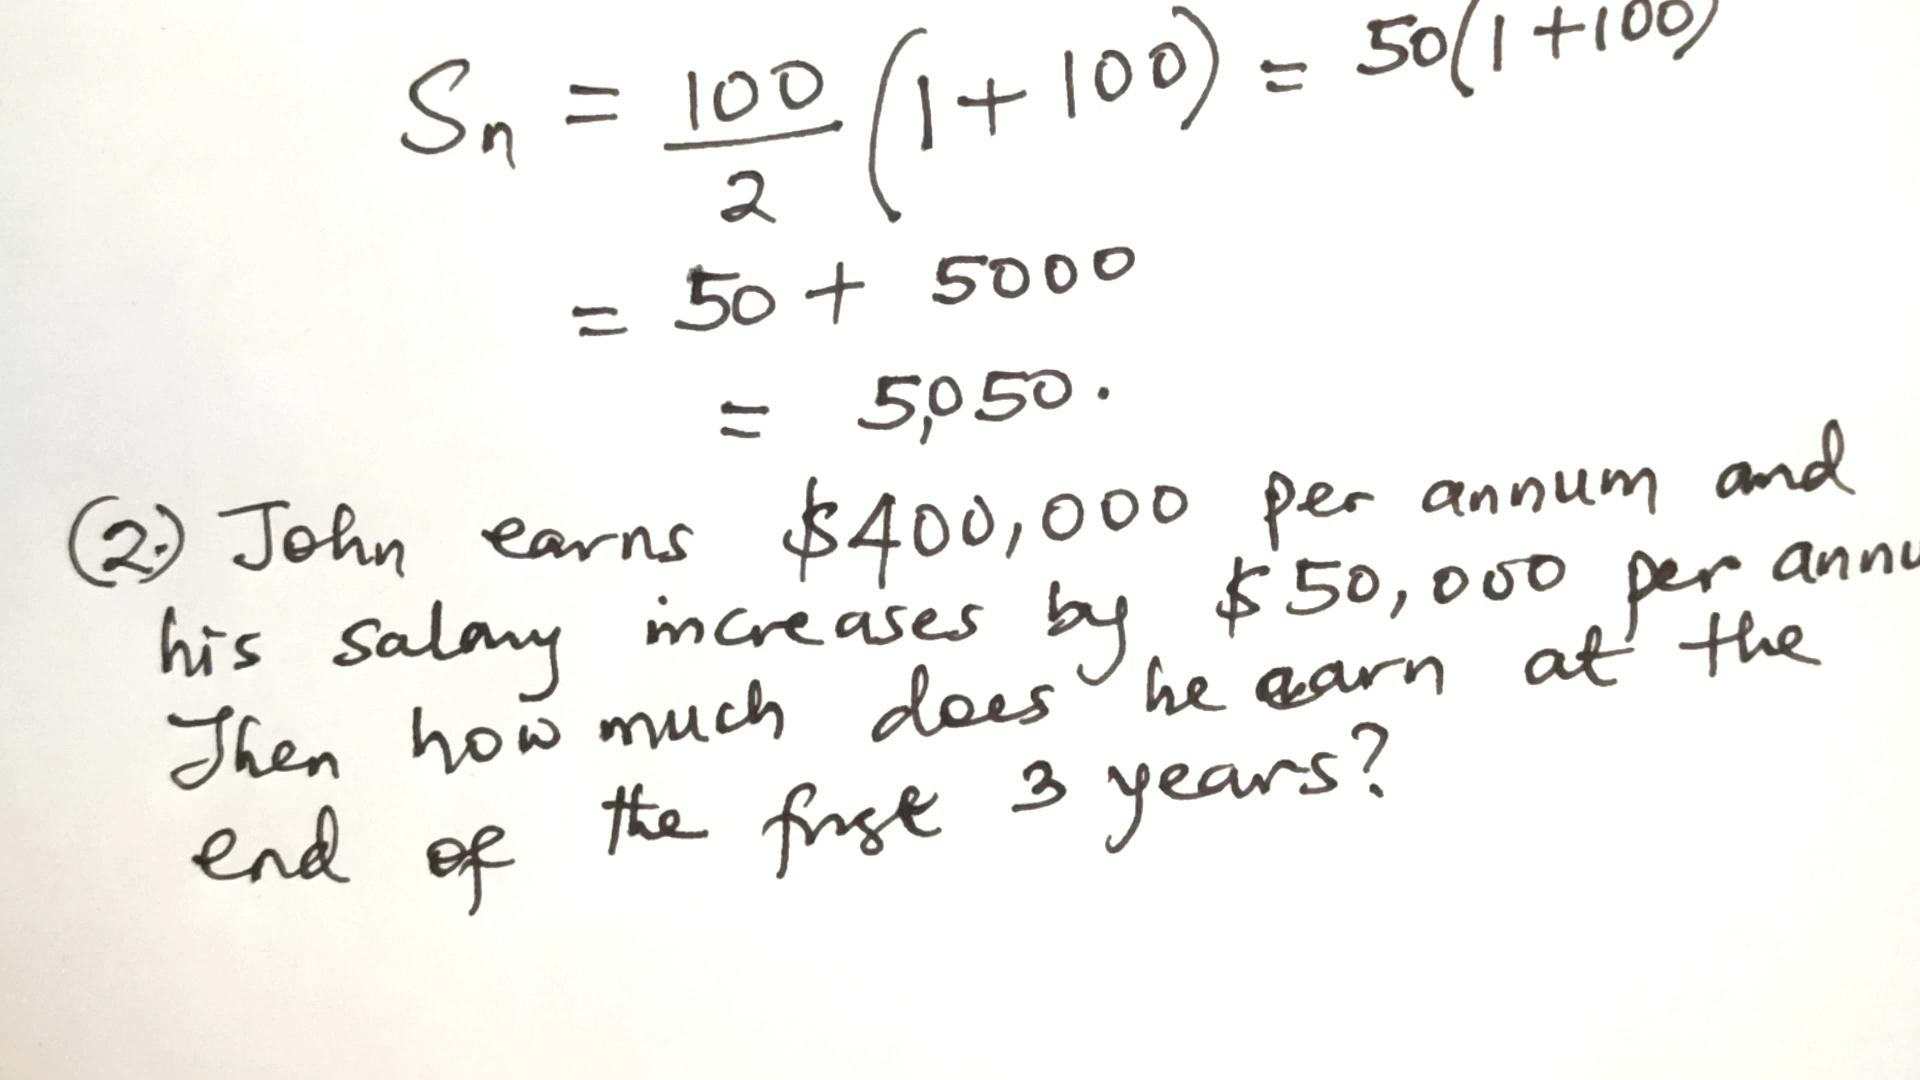 Sn = 100/2 (1 + 100) = 50(1 + 100)
= 50 + 5000
= 5,050.
(2.) John earns $400,000 per annum and
his salary increases by $50,000 per annu
Then how much does he earn at the
end of the first 3 years?